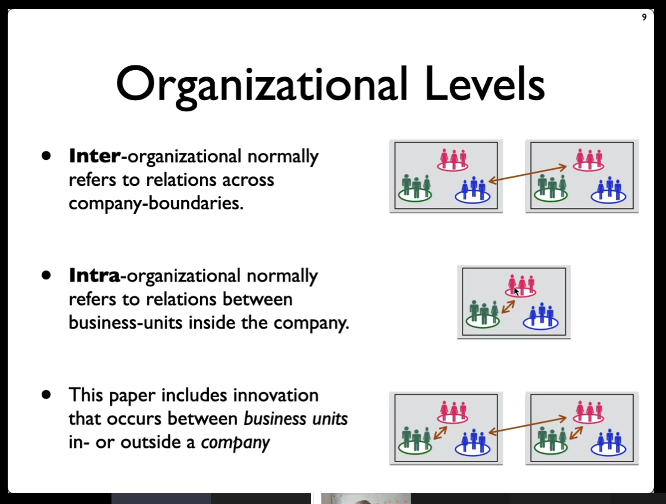 9
Organizational Levels
• Inter-organizational normally
refers to relations across
company-boundaries.
• Intra-organizational normally
refers to relations between
business-units inside the company.
• This paper includes innovation
that occurs between business units
in- or outside a company